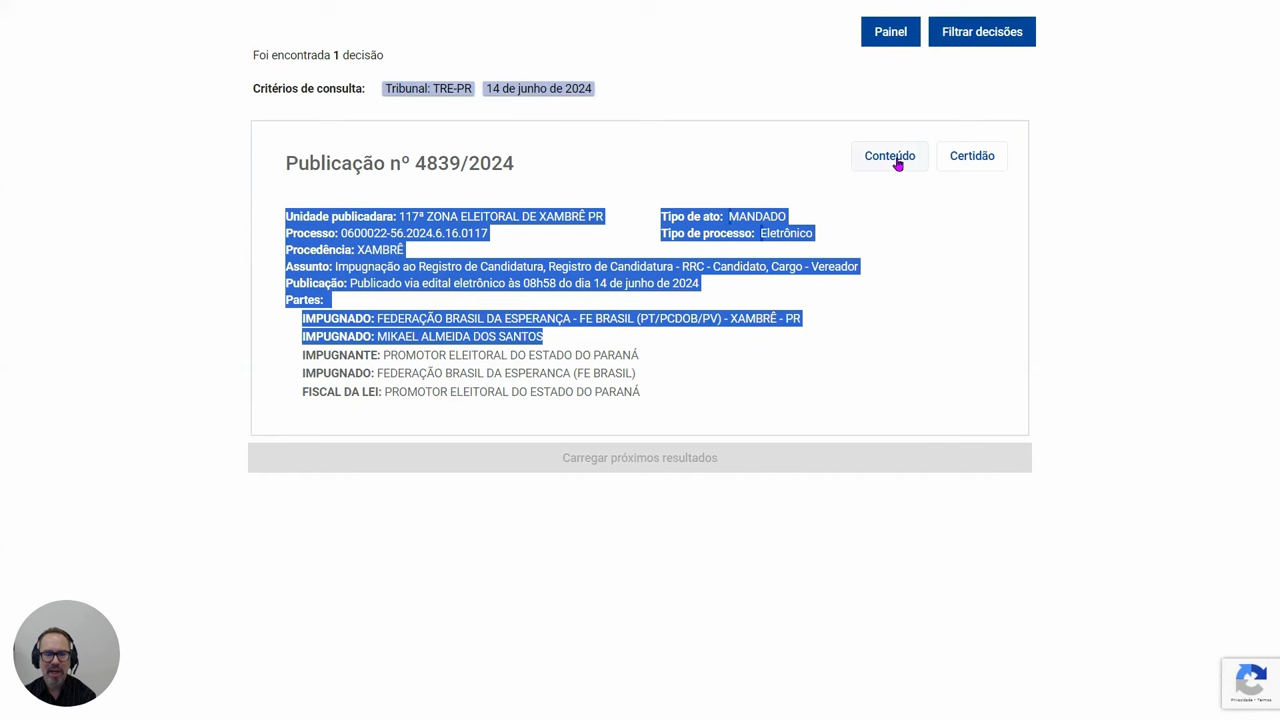 Painel
Filtrar decisões
Foi encontrada 1 decisão
Critérios de consulta: Tribunal: TRE-PR 14 de junho de 2024
Publicação nº 4839/2024
Conteúdo
Certidão
Unidade publicadara: 117ª ZONA ELEITORAL DE XAMBRÊ PR
Tipo de ato: MANDADO
Processo: 0600022-56.2024.6.16.0117
Tipo de processo: Eletrônico
Procedência: XAMBRÊ
Assunto: Impugnação ao Registro de Candidatura, Registro de Candidatura - RRC - Candidato, Cargo - Vereador
Publicação: Publicado via edital eletrônico às 08h58 do dia 14 de junho de 2024
Partes:
IMPUGNADO: FEDERAÇÃO BRASIL DA ESPERANÇA - FE BRASIL (PT/PCDOB/PV) - XAMBRÊ - PR
IMPUGNADO: MIKAEL ALMEIDA DOS SANTOS
IMPUGNANTE: PROMOTOR ELEITORAL DO ESTADO DO PARANÁ
IMPUGNADO: FEDERAÇÃO BRASIL DA ESPERANCA (FE BRASIL)
FISCAL DA LEI: PROMOTOR ELEITORAL DO ESTADO DO PARANÁ
Carregar próximos resultados
Privacidade - Termos